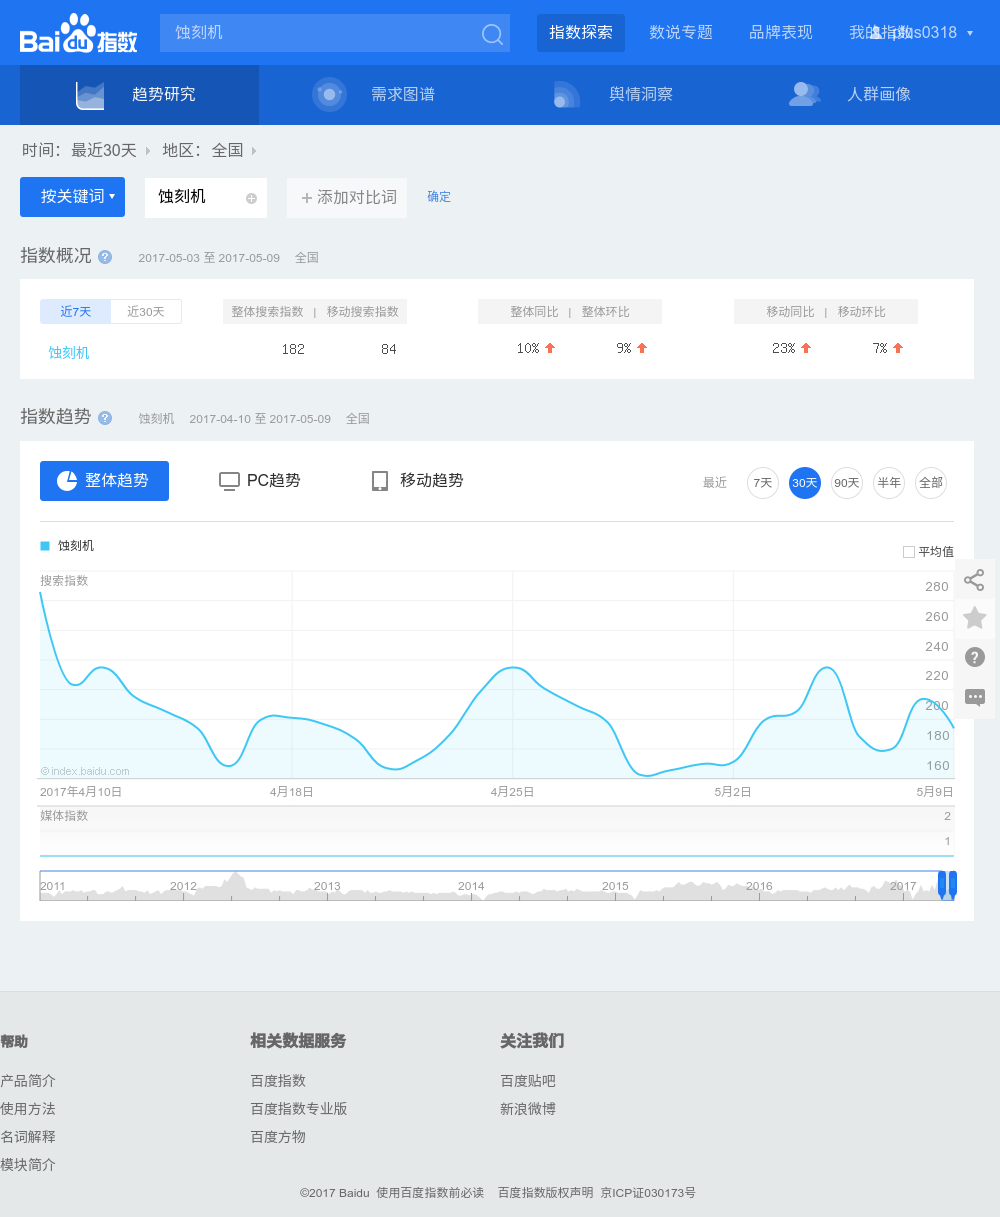 Bai du 指数
蚀刻机
指数探索 数说专题 品牌表现 我的指数
趋势研究 需求图谱 舆情洞察 人群画像
时间： 最近30天 地区： 全国
按关键词 蚀刻机 添加对比词 确定
指数概况 ? 2017-05-03 至 2017-05-09 全国
近7天 近30天 整体搜索指数 | 移动搜索指数 整体同比 | 整体环比 移动同比 | 移动环比
蚀刻机 182 84 10% 9% 23% 7%
指数趋势 ? 蚀刻机 2017-04-10 至 2017-05-09 全国
整体趋势 PC趋势 移动趋势 最近 7天 30天 90天 半年 全部
蚀刻机
平均值
搜索指数
280
260
240
220
200
180
160
©index.baidu.com
2017年4月10日 4月18日 4月25日 5月2日 5月9日
媒体指数 2
1
2011 2012 2013 2014 2015 2016 2017
帮助 相关数据服务 关注我们
产品简介 百度指数 百度贴吧
使用方法 百度指数专业版 新浪微博
名词解释 百度方物
模块简介
©2017 Baidu 使用百度指数前必读 百度指数版权声明 京ICP证030173号